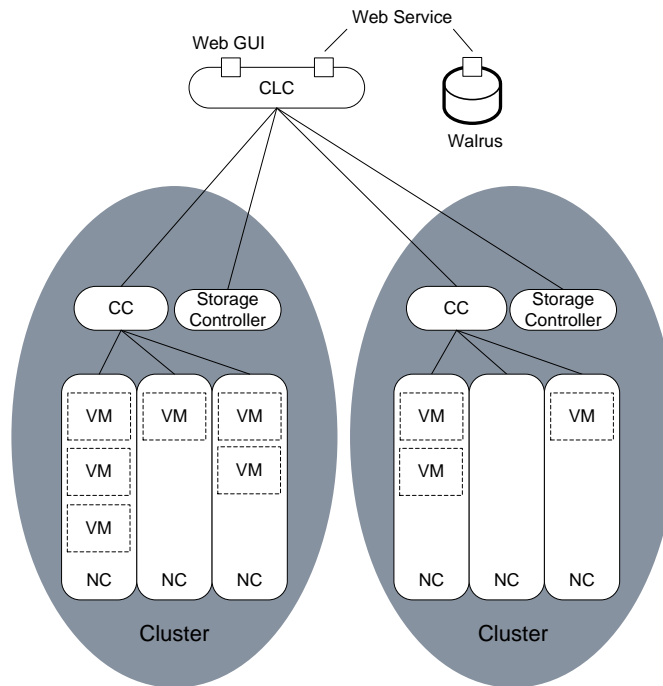 Web Service
Web GUI
CLC
Walrus
CC
Storage
Controller
CC
Storage
Controller
VM
VM
VM
VM
VM
VM
VM
VM
VM
NC
NC
NC
NC
NC
NC
Cluster
Cluster